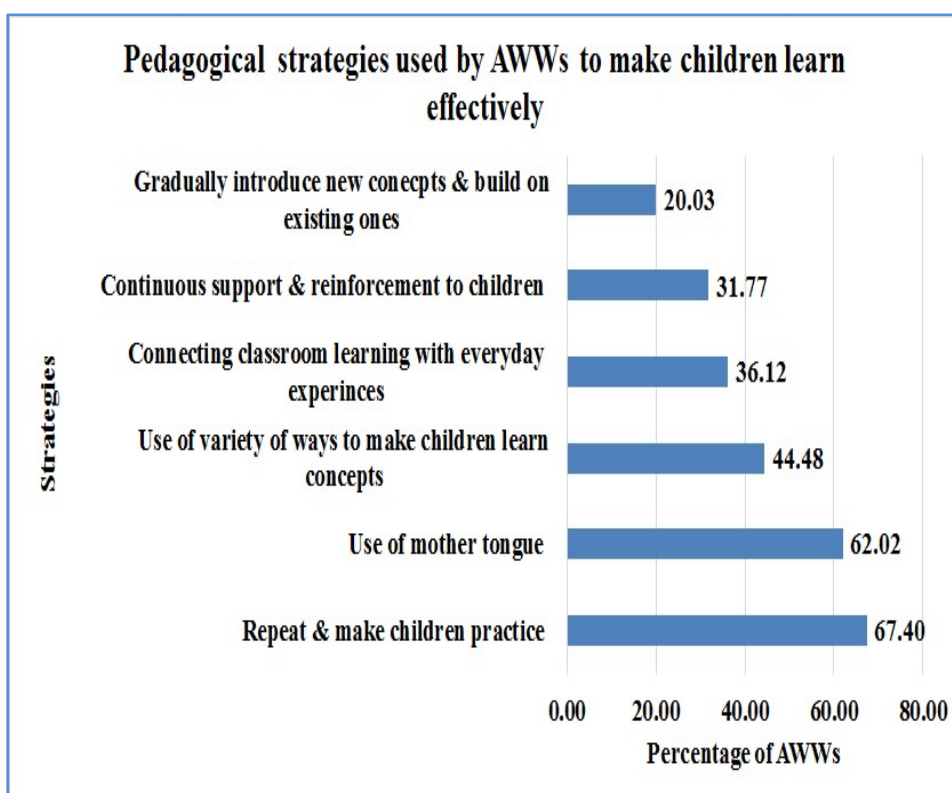 Pedagogical strategies used by AWWs to make children learn
effectively
Gradually introduce new conecpts & build on
existing ones
20.03
Continuous support & reinforcement to children
31.77
Connecting classroom learning with everyday
experinces
36.12
Use of variety of ways to make children learn
concepts
44.48
Use of mother tongue
62.02
Repeat & make children practice
67.40
Strategies
0.00 20.00 40.00 60.00 80.00
Percentage of AWWs